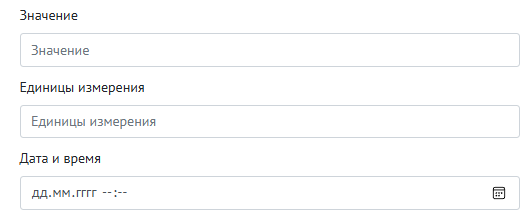 Значение
Значение
Единицы измерения
Единицы измерения
Дата и время
дд.мм.гггг --:--